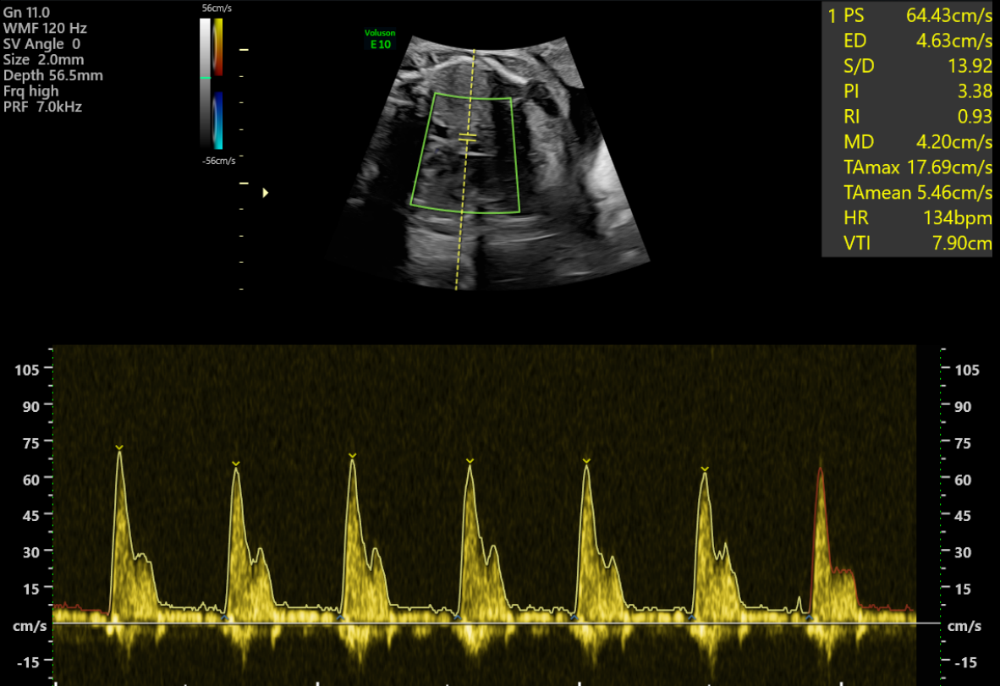 Gn 11.0
WMF 120 Hz
SV Angle 0
Size 2.0mm
Depth 56.5mm
Frq high
PRF 7.0kHz
56cm/s
-56cm/s
Voluson
E10
1 PS 64.43cm/s
ED 4.63cm/s
S/D 13.92
PI 3.38
RI 0.93
MD 4.20cm/s
TAmax 17.69cm/s
TAmean 5.46cm/s
HR 134bpm
VTI 7.90cm
105
90
75
60
45
30
15
cm/s
-15
105
90
75
60
45
30
15
cm/s
-15